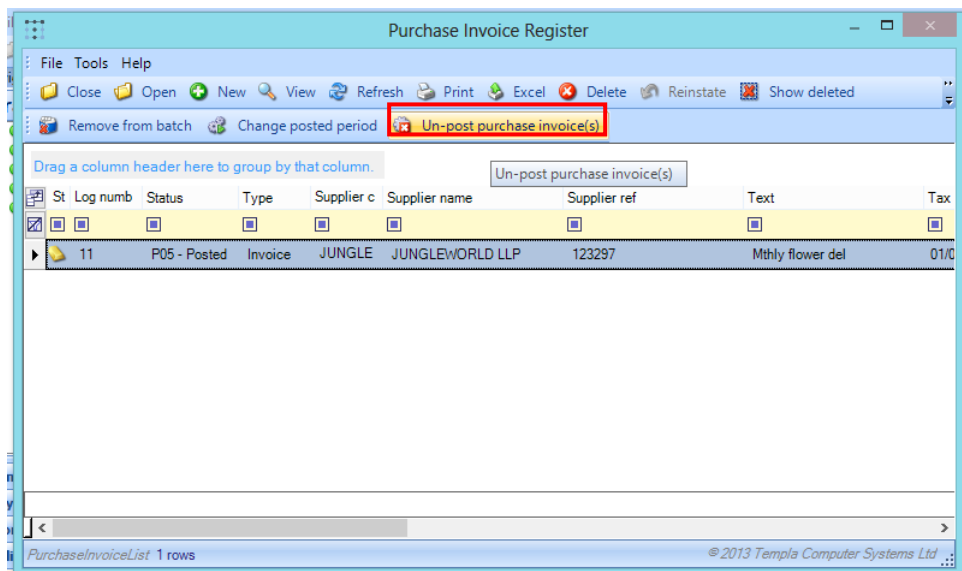 Purchase Invoice Register
File Tools Help
Close Open New View Refresh Print Excel Delete Reinstate Show deleted
Remove from batch Change posted period Un-post purchase invoice(s)
Drag a column header here to group by that column.
Un-post purchase invoice(s)
St Log numb Status Type Supplier c Supplier name Supplier ref Text Tax
11 P05 - Posted Invoice JUNGLE JUNGLEWORLD LLP 123297 Mthly flower del 01/0
PurchaseInvoiceList 1 rows
© 2013 Templa Computer Systems Ltd